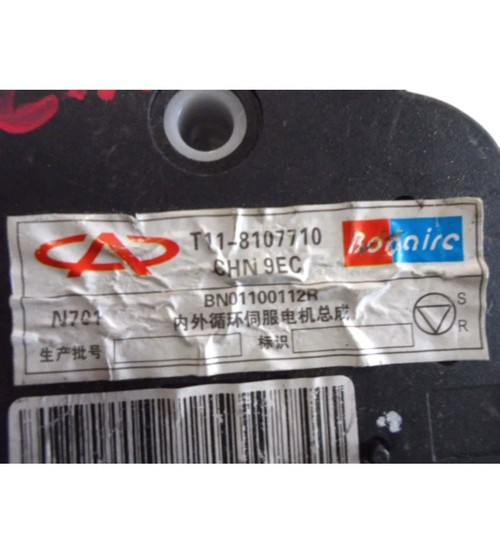 T11-8107710
Bonaire
CHN 9EC
BN01100112R
N701
内外循环伺服电机总成
S
R
生产批号
标识